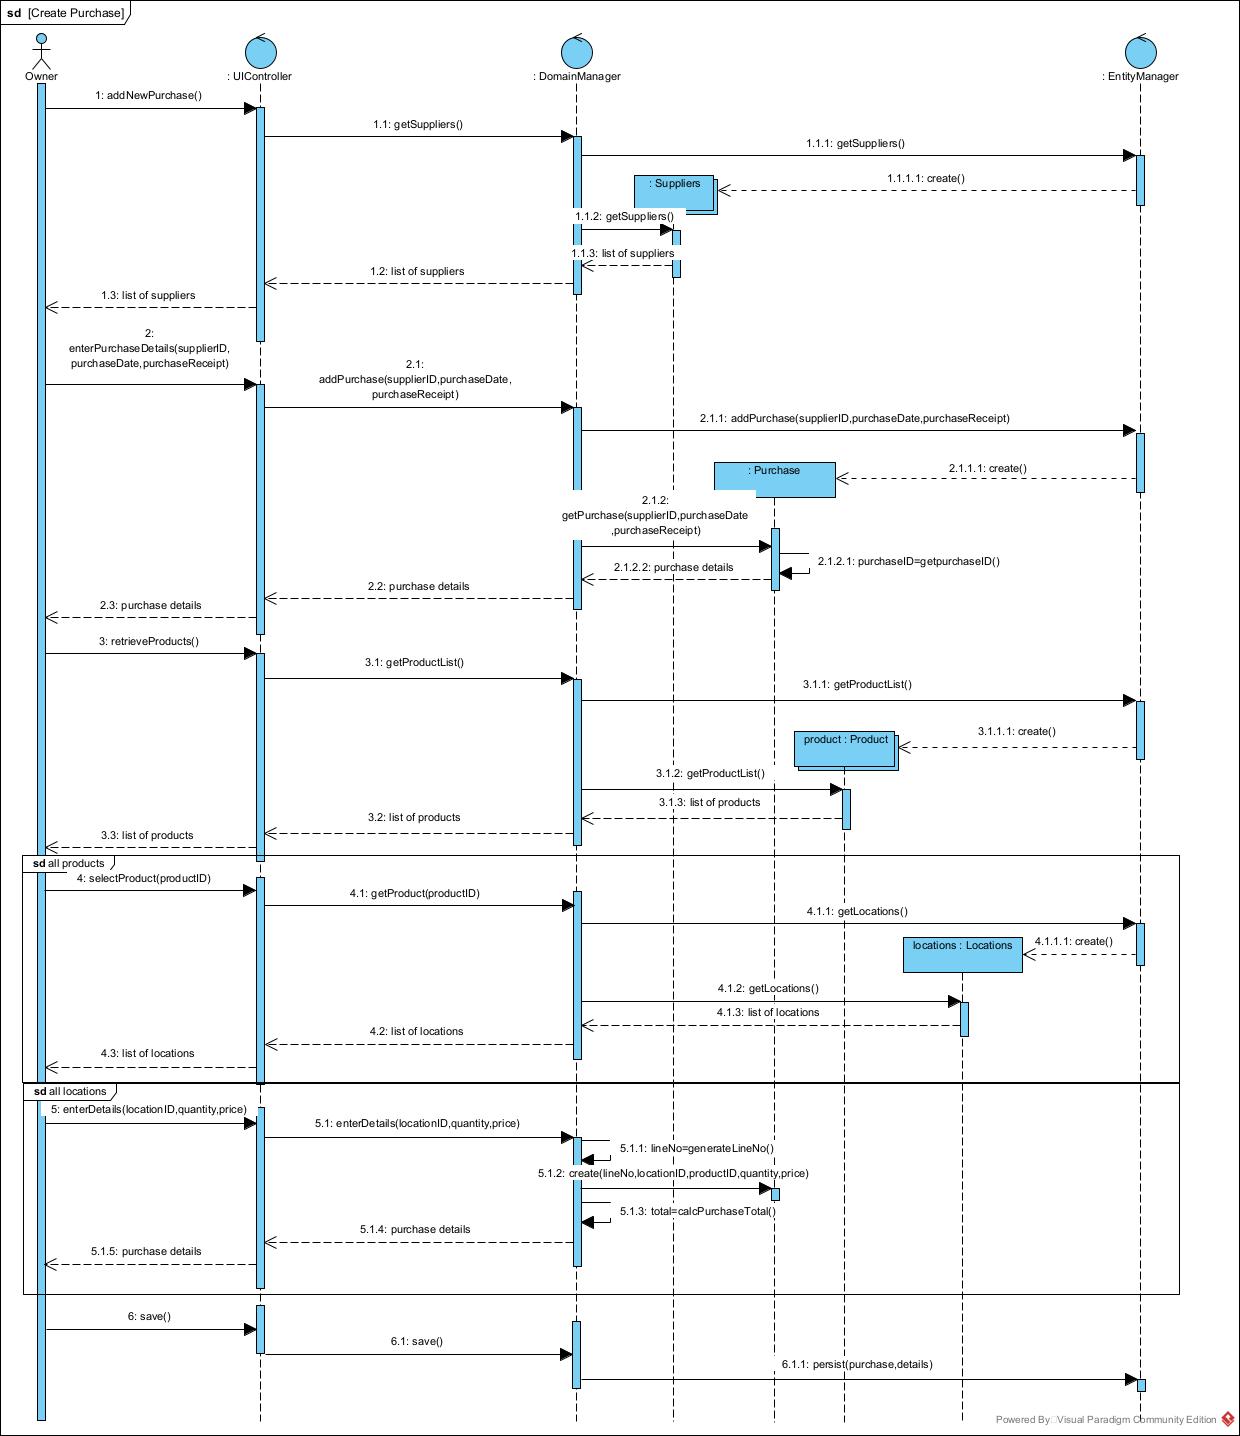 sd [Create Purchase]
Owner
: UIController
: DomainManager
: EntityManager
1: addNewPurchase()
1.1: getSuppliers()
1.1.1: getSuppliers()
: Suppliers
1.1.1.1: create()
1.1.2: getSuppliers()
1.1.3: list of suppliers
1.2: list of suppliers
1.3: list of suppliers
2:
enterPurchaseDetails(supplierID,
purchaseDate,purchaseReceipt)
2.1:
addPurchase(supplierID,purchaseDate,
purchaseReceipt)
2.1.1: addPurchase(supplierID,purchaseDate,purchaseReceipt)
: Purchase
2.1.1.1: create()
2.1.2:
getPurchase(supplierID,purchaseDate
,purchaseReceipt)
2.1.2.1: purchaseID=getpurchaseID()
2.1.2.2: purchase details
2.2: purchase details
2.3: purchase details
3: retrieveProducts()
3.1: getProductList()
3.1.1: getProductList()
product : Product
3.1.1.1: create()
3.1.2: getProductList()
3.1.3: list of products
3.2: list of products
3.3: list of products
sd all products
4: selectProduct(productID)
4.1: getProduct(productID)
4.1.1: getLocations()
locations : Locations
4.1.1.1: create()
4.1.2: getLocations()
4.1.3: list of locations
4.2: list of locations
4.3: list of locations
sd all locations
5: enterDetails(locationID,quantity,price)
5.1: enterDetails(locationID,quantity,price)
5.1.1: lineNo=generateLineNo()
5.1.2: create(lineNo,locationID,productID,quantity,price)
5.1.3: total=calcPurchaseTotal()
5.1.4: purchase details
5.1.5: purchase details
6: save()
6.1: save()
6.1.1: persist(purchase,details)
Powered By Visual Paradigm Community Edition